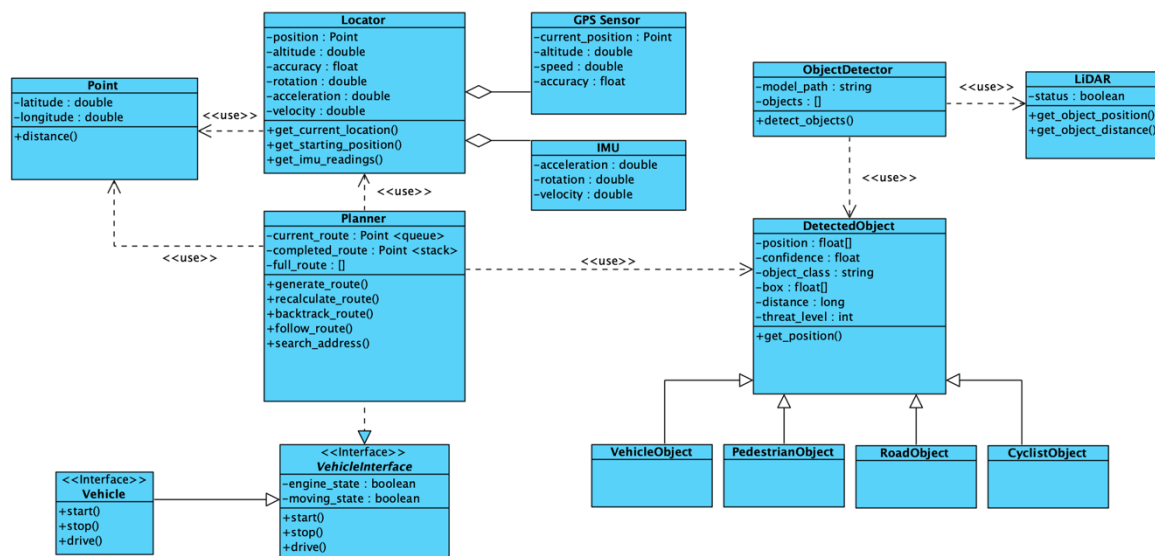 Locator
-position : Point
-altitude : double
-accuracy : float
-rotation : double
-acceleration : double
-velocity : double
+get_current_location()
+get_starting_position()
+get_imu_readings()
GPS Sensor
-current_position : Point
-altitude : double
-speed : double
-accuracy : float
Point
-latitude : double
-longitude : double
+distance()
<<use>>
ObjectDetector
-model_path : string
-objects : []
+detect_objects()
<<use>>
LiDAR
-status : boolean
+get_object_position()
+get_object_distance()
IMU
-acceleration : double
-rotation : double
-velocity : double
<<use>>
<<use>>
Planner
-current_route : Point <queue>
-completed_route : Point <stack>
-full_route : []
+generate_route()
+recalculate_route()
+backtrack_route()
+follow_route()
+search_address()
<<use>>
<<use>>
DetectedObject
-position : float[]
-confidence : float
-object_class : string
-box : float[]
-distance : long
-threat_level : int
+get_position()
VehicleObject
PedestrianObject
RoadObject
CyclistObject
<<Interface>>
VehicleInterface
-engine_state : boolean
-moving_state : boolean
+start()
+stop()
+drive()
<<Interface>>
Vehicle
+start()
+stop()
+drive()